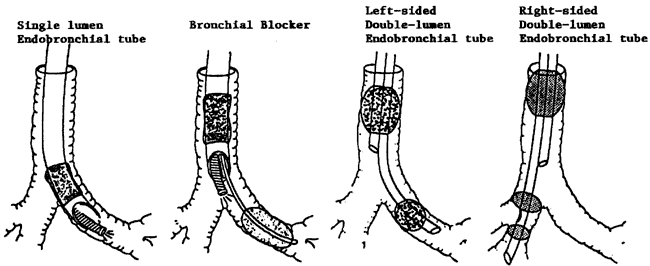 Single lumen
Endobronchial tube
Bronchial Blocker
Left-sided
Double-lumen
Endobronchial tube
Right-sided
Double-lumen
Endobronchial tube